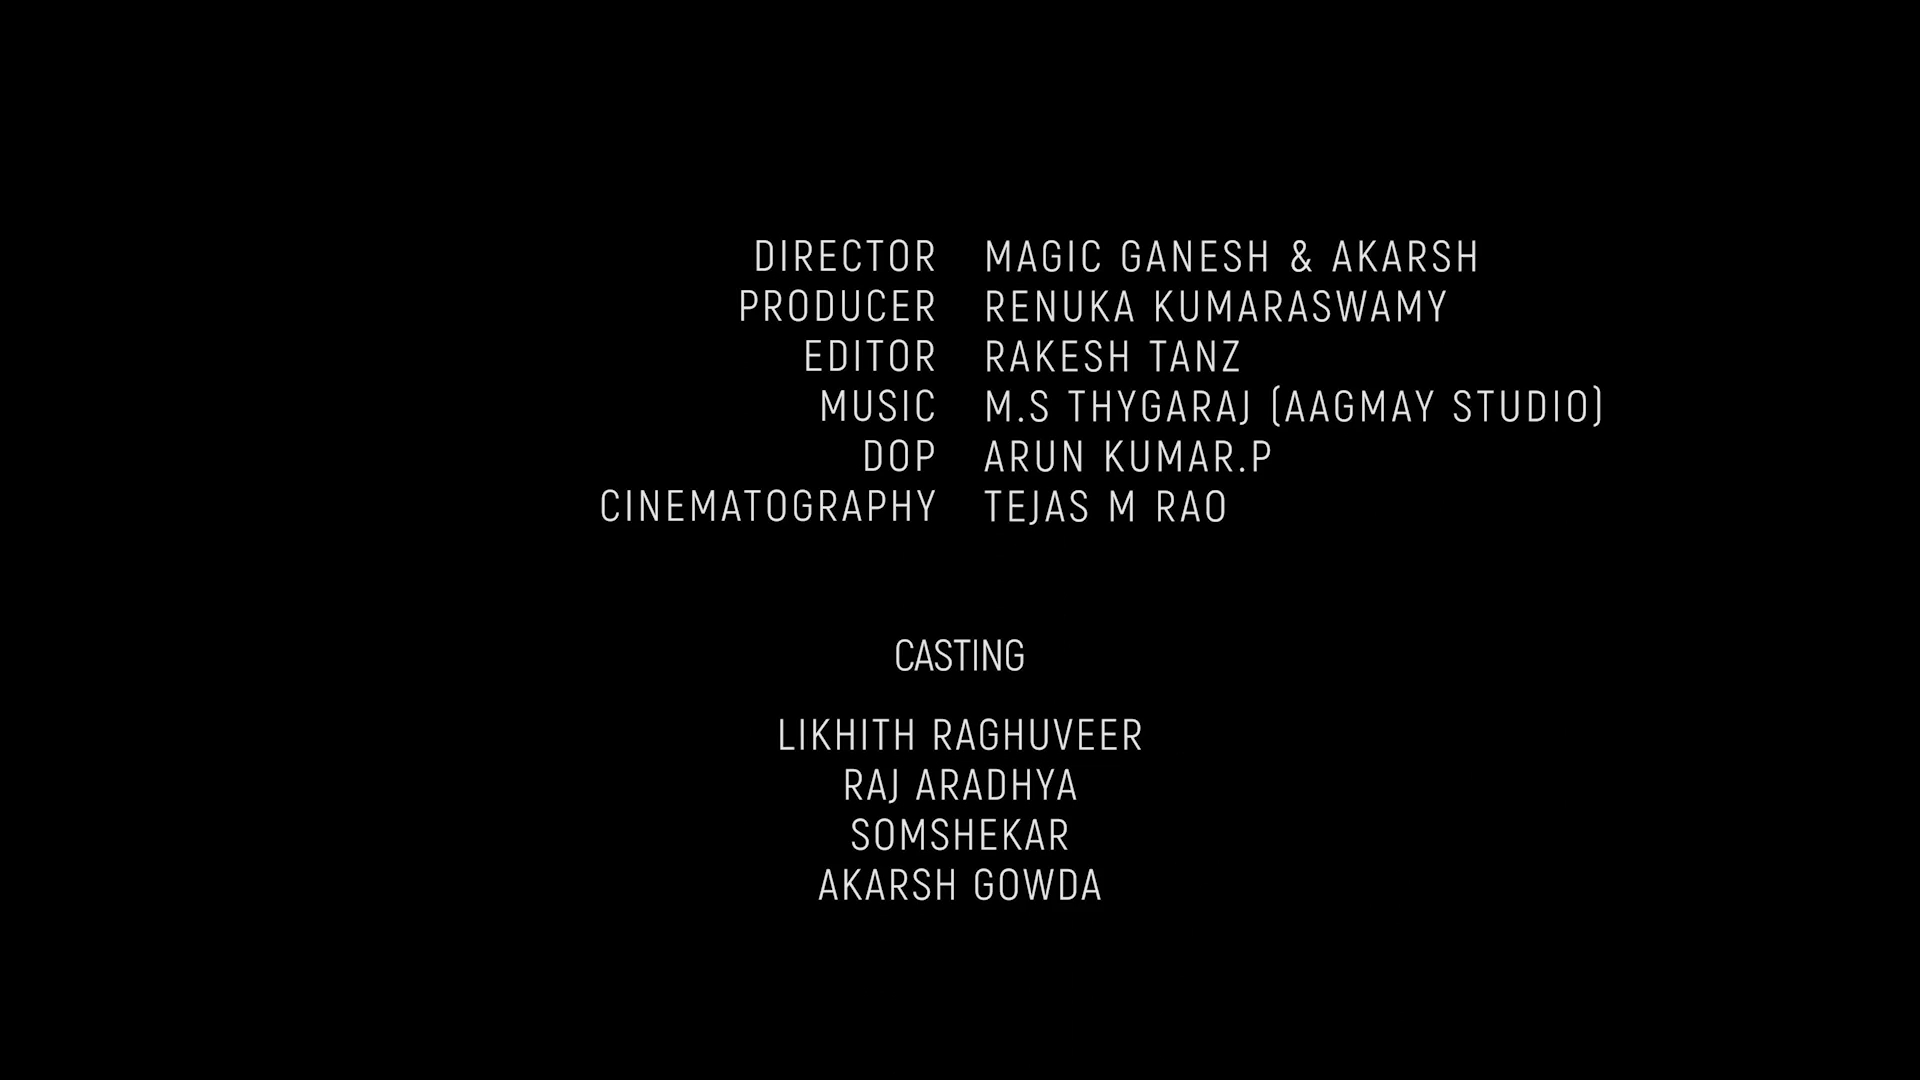 DIRECTOR MAGIC GANESH & AKARSH
PRODUCER RENUKA KUMARASWAMY
EDITOR RAKESH TANZ
MUSIC M.S THYGARAJ (AAGMAY STUDIO)
DOP ARUN KUMAR.P
CINEMATOGRAPHY TEJAS M RAO
CASTING
LIKHITH RAGHUVEER
RAJ ARADHYA
SOMSHEKAR
AKARSH GOWDA